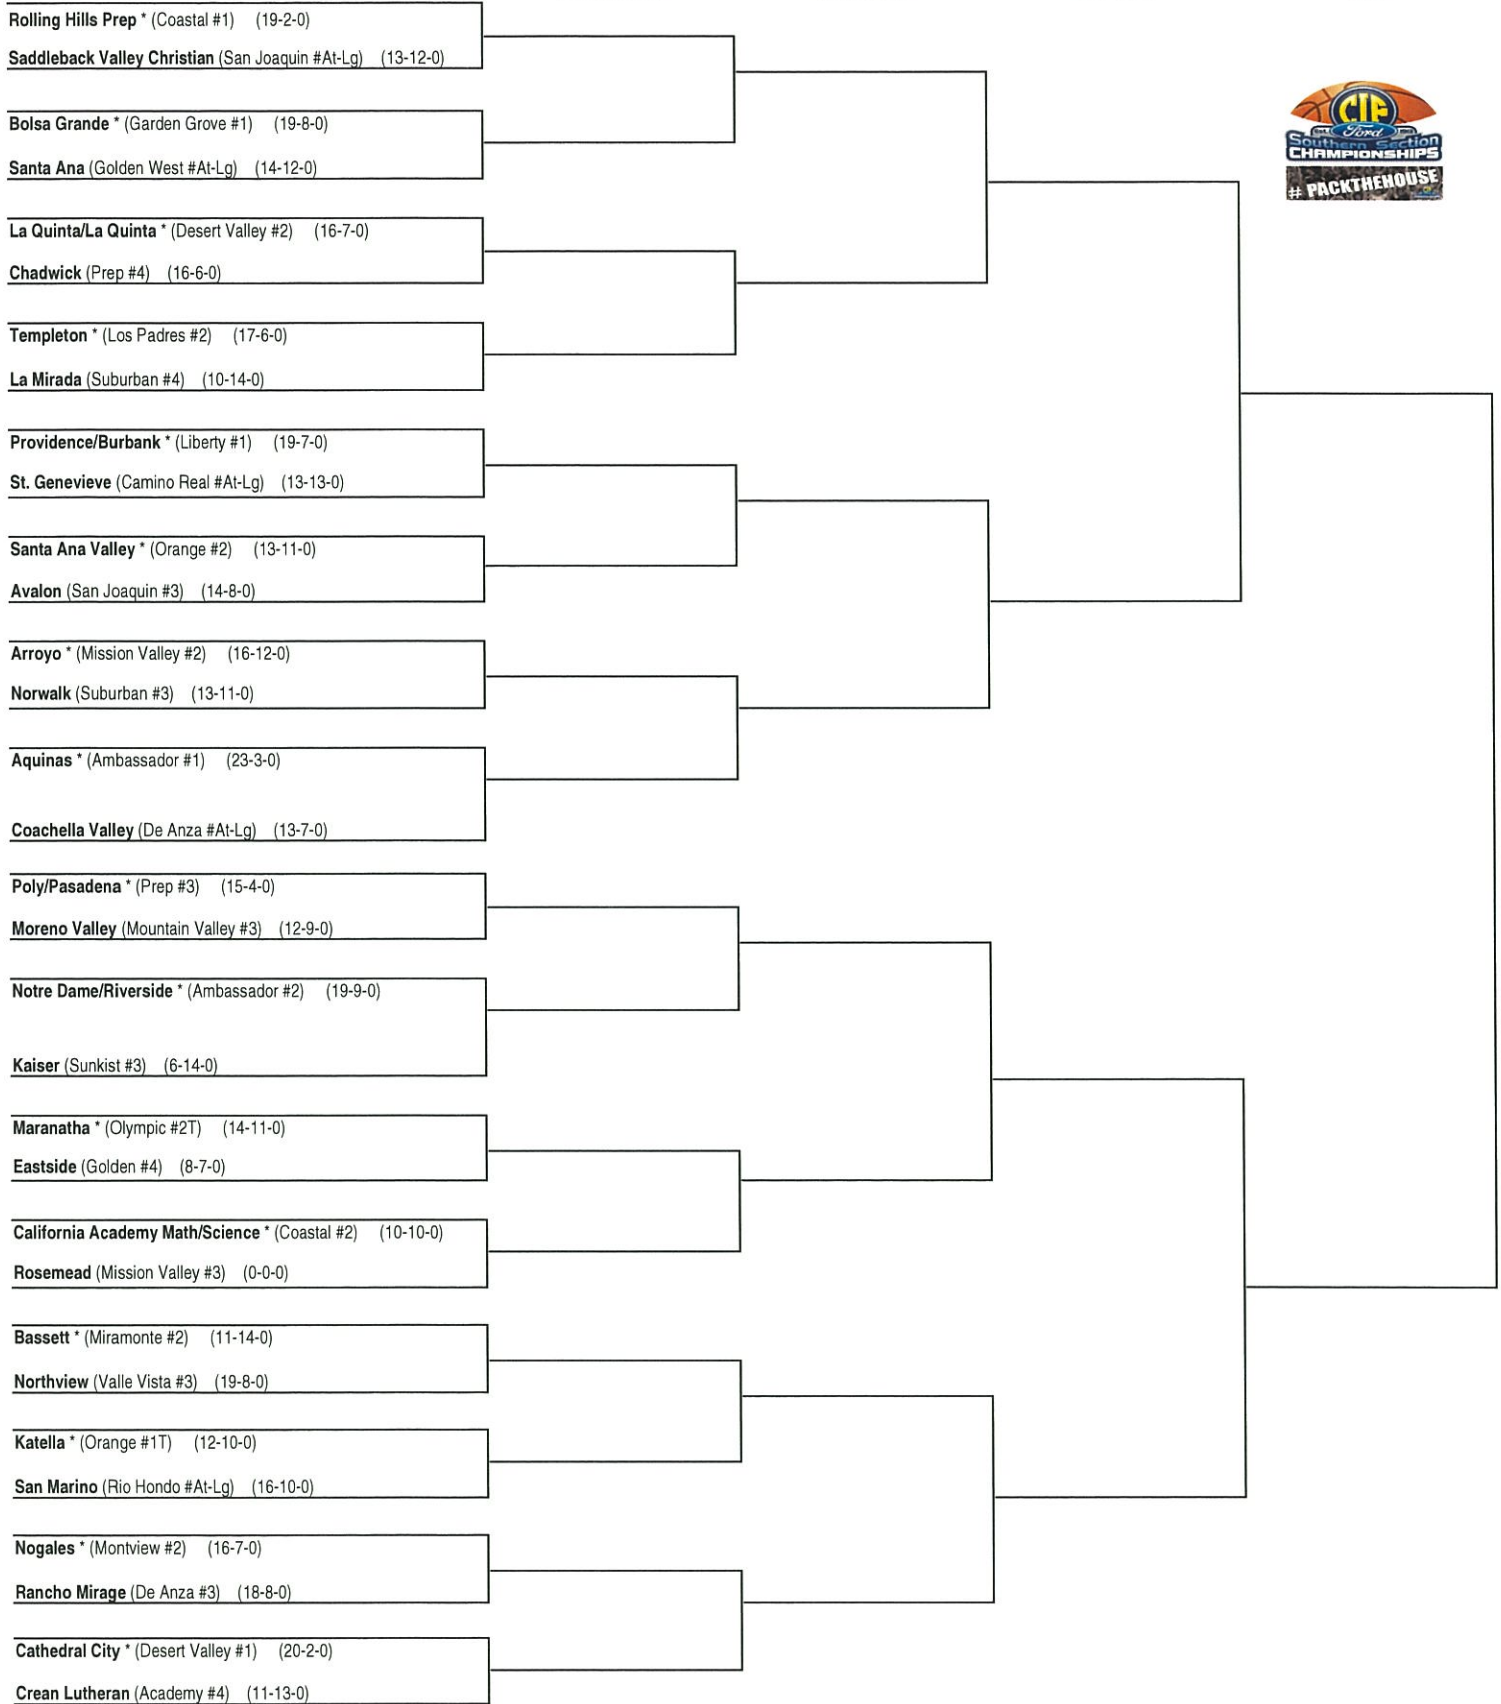 Rolling Hills Prep * (Coastal #1) (19-2-0)
Saddleback Valley Christian (San Joaquin #At-Lg) (13-12-0)
Bolsa Grande * (Garden Grove #1) (19-8-0)
Santa Ana (Golden West #At-Lg) (14-12-0)
La Quinta/La Quinta * (Desert Valley #2) (16-7-0)
Chadwick (Prep #4) (16-6-0)
Templeton * (Los Padres #2) (17-6-0)
La Mirada (Suburban #4) (10-14-0)
Providence/Burbank * (Liberty #1) (19-7-0)
St. Genevieve (Camino Real #At-Lg) (13-13-0)
Santa Ana Valley * (Orange #2) (13-11-0)
Avalon (San Joaquin #3) (14-8-0)
Arroyo * (Mission Valley #2) (16-12-0)
Norwalk (Suburban #3) (13-11-0)
Aquinas * (Ambassador #1) (23-3-0)
Coachella Valley (De Anza #At-Lg) (13-7-0)
Poly/Pasadena * (Prep #3) (15-4-0)
Moreno Valley (Mountain Valley #3) (12-9-0)
Notre Dame/Riverside * (Ambassador #2) (19-9-0)
Kaiser (Sunkist #3) (6-14-0)
Maranatha * (Olympic #2T) (14-11-0)
Eastside (Golden #4) (8-7-0)
California Academy Math/Science * (Coastal #2) (10-10-0)
Rosemead (Mission Valley #3) (0-0-0)
Bassett * (Miramonte #2) (11-14-0)
Northview (Valle Vista #3) (19-8-0)
Katella * (Orange #1T) (12-10-0)
San Marino (Rio Hondo #At-Lg) (16-10-0)
Nogales * (Montview #2) (16-7-0)
Rancho Mirage (De Anza #3) (18-8-0)
Cathedral City * (Desert Valley #1) (20-2-0)
Crean Lutheran (Academy #4) (11-13-0)
CIF
Ford
Southern Section
CHAMPIONSHIPS
# PACKTHEHOUSE